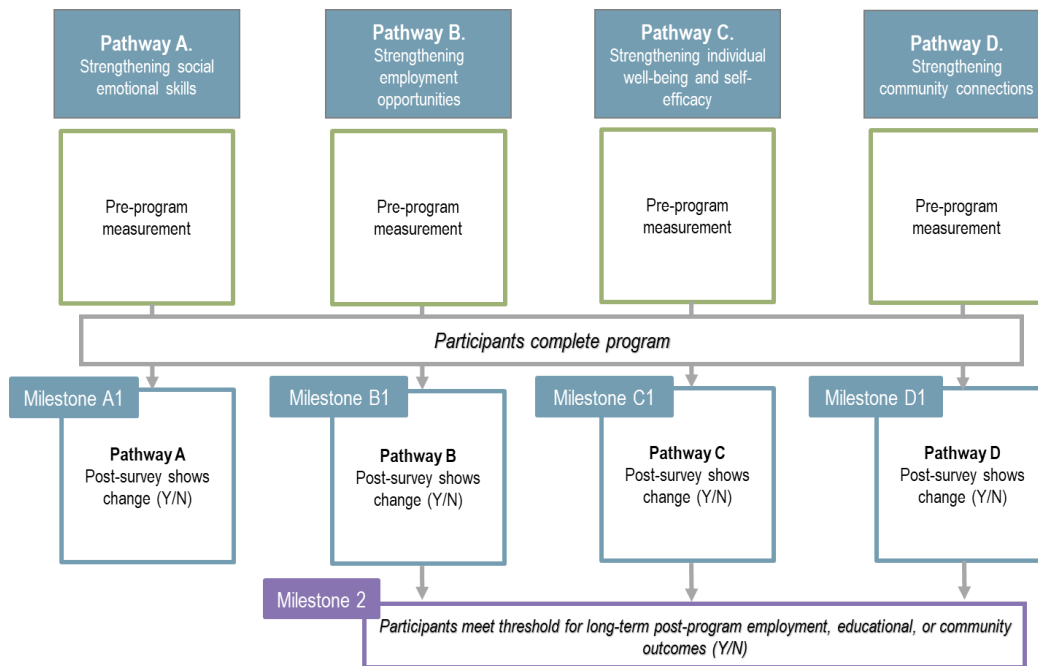 Pathway A.
Strengthening social
emotional skills
Pathway B.
Strengthening
employment
opportunities
Pathway C.
Strengthening individual
well-being and self-
efficacy
Pathway D.
Strengthening
community connections
Pre-program
measurement
Pre-program
measurement
Pre-program
measurement
Pre-program
measurement
Participants complete program
Milestone A1
Pathway A
Post-survey shows
change (Y/N)
Milestone B1
Pathway B
Post-survey shows
change (Y/N)
Milestone C1
Pathway C
Post-survey shows
change (Y/N)
Milestone D1
Pathway D
Post-survey shows
change (Y/N)
Milestone 2
Participants meet threshold for long-term post-program employment, educational, or community
outcomes (Y/N)